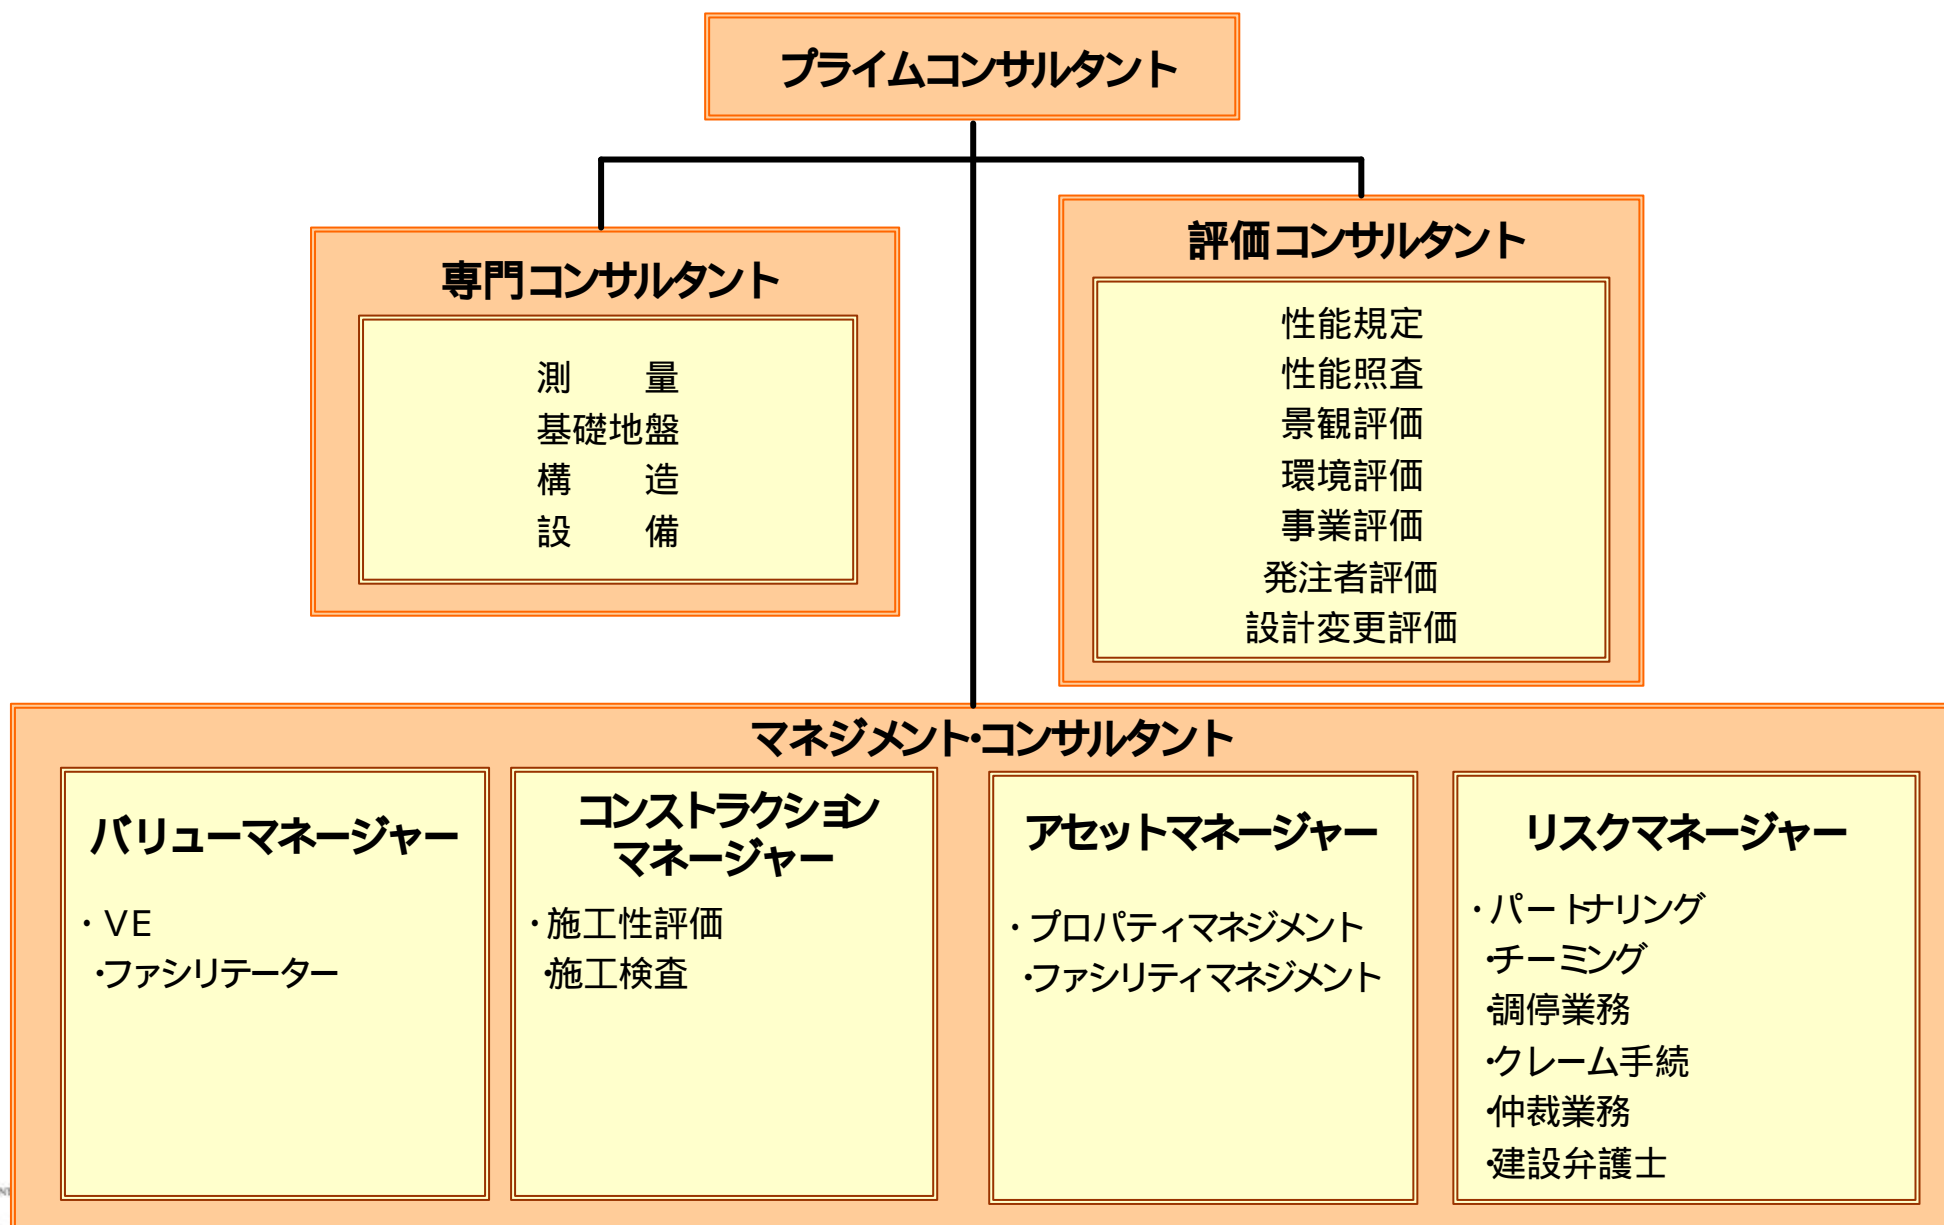 プライムコンサルタント
専門コンサルタント
測　　量
基礎地盤
構　　造
設　　備
評価コンサルタント
性能規定
性能照査
景観評価
環境評価
事業評価
発注者評価
設計変更評価
マネジメント・コンサルタント
バリューマネージャー
・VE
・ファシリテーター
コンストラクション
マネージャー
・施工性評価
・施工検査
アセットマネージャー
・プロパティマネジメント
・ファシリティマネジメント
リスクマネージャー
・パートナリング
・チーミング
・調停業務
・クレーム手続
・仲裁業務
・建設弁護士